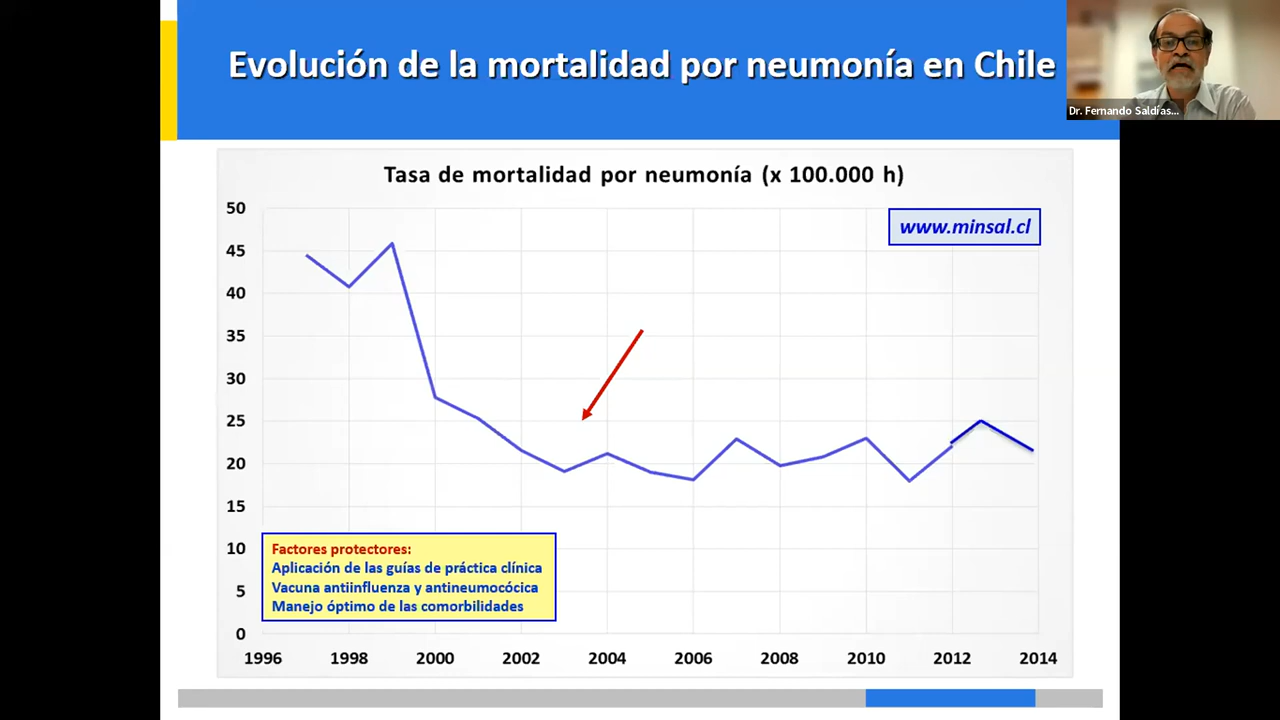 Evolución de la mortalidad por neumonía en Chile
Dr. Fernando Saldías...
Tasa de mortalidad por neumonía (x 100.000 h)
www.minsal.cl
50
45
40
35
30
25
20
15
10
5
0
Factores protectores:
Aplicación de las guías de práctica clínica
Vacuna antiinfluenza y antineumocócica
Manejo óptimo de las comorbilidades
1996 1998 2000 2002 2004 2006 2008 2010 2012 2014